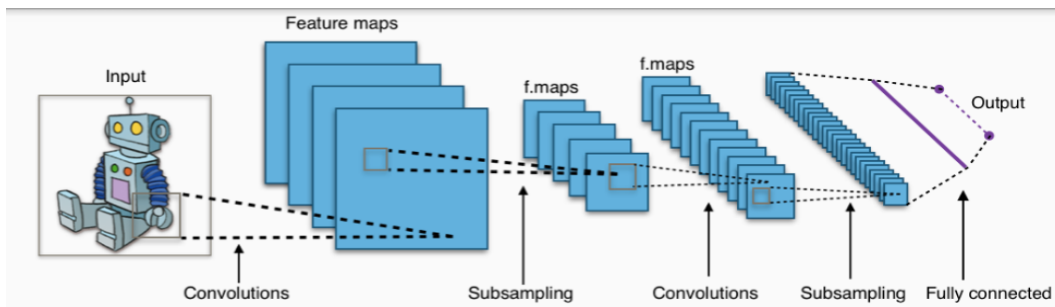 Feature maps
Input
f.maps
f.maps
Output
Convolutions
Subsampling
Convolutions
Subsampling
Fully connected